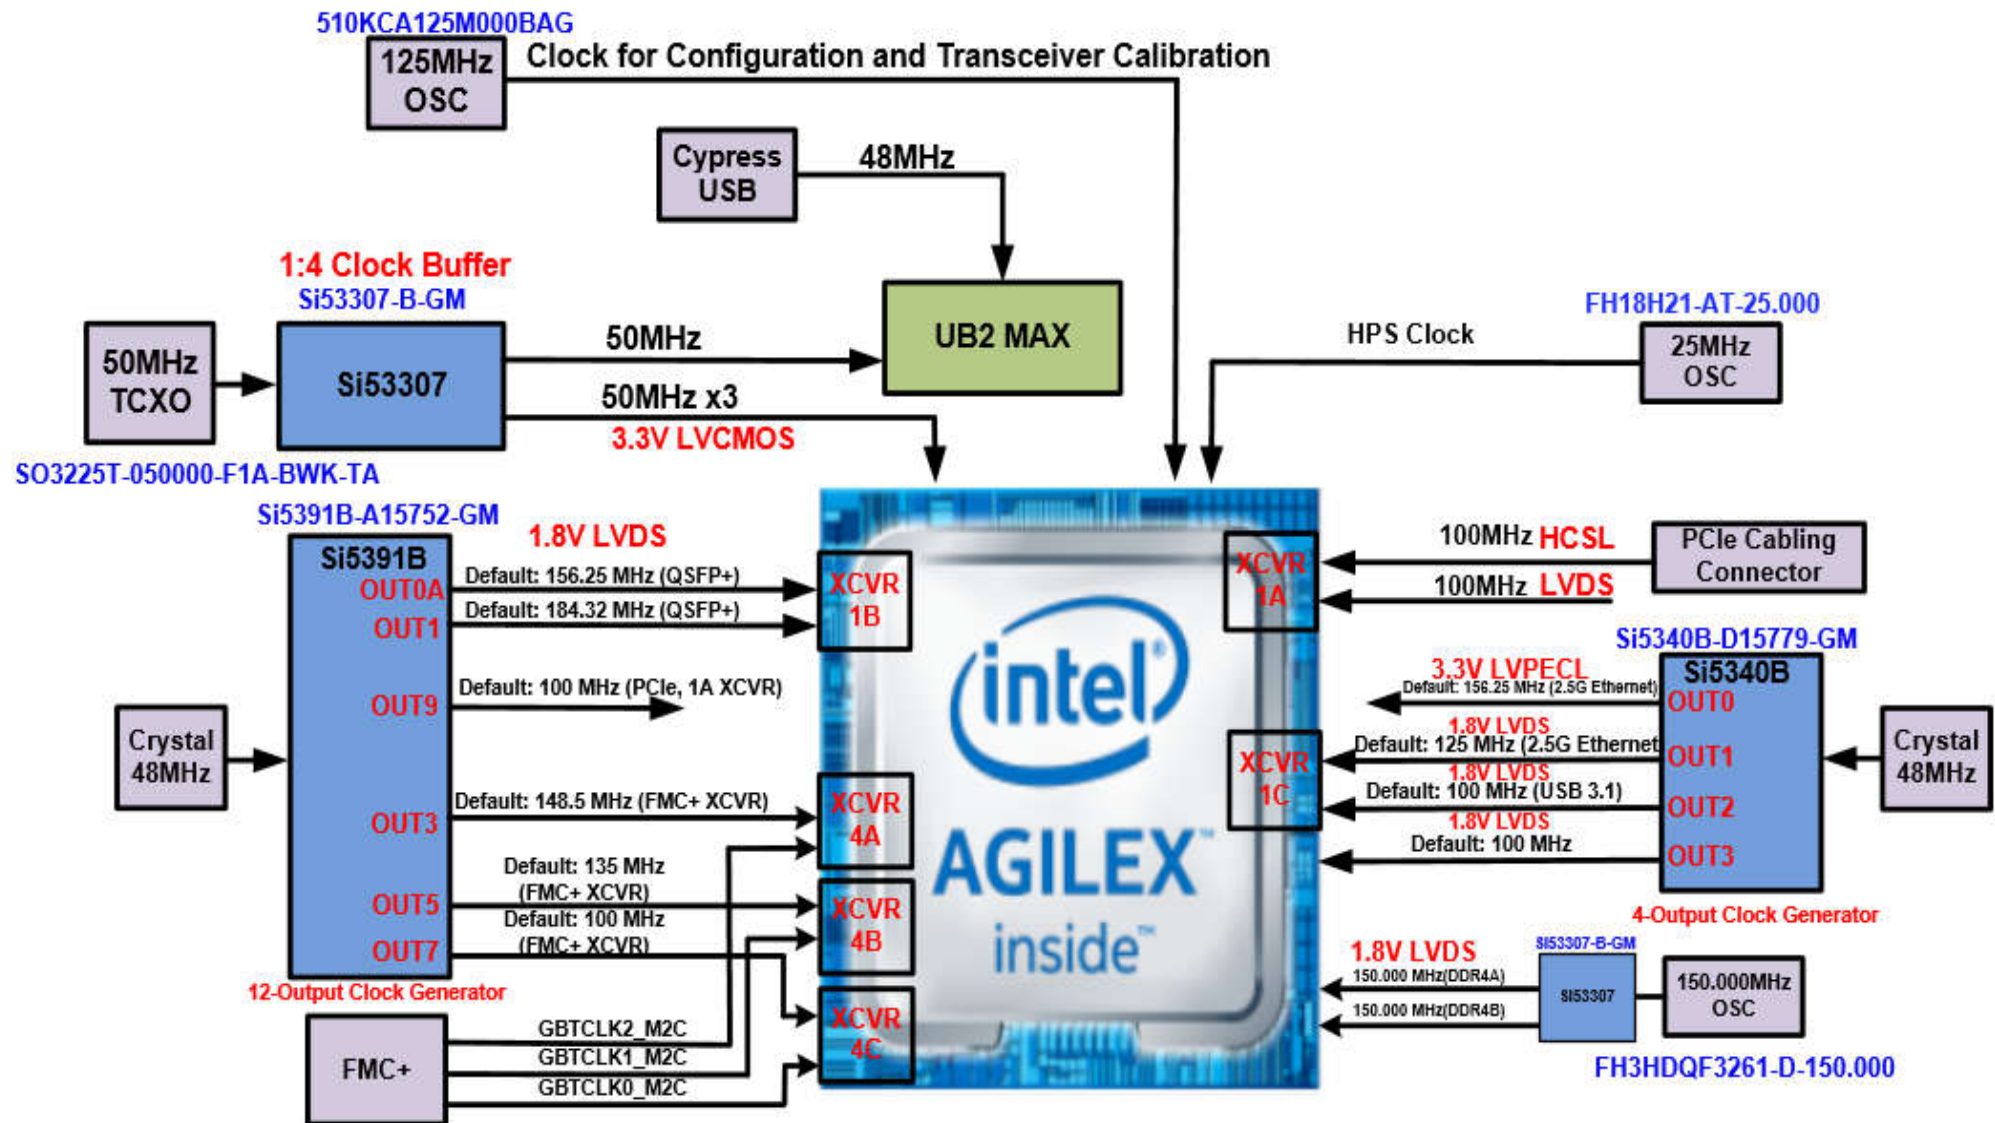 510KCA125M000BAG
125MHz
OSC
Clock for Configuration and Transceiver Calibration
Cypress
USB
48MHz
1:4 Clock Buffer
Si53307-B-GM
50MHz
TCXO
Si53307
50MHz
50MHz x3
3.3V LVCMOS
UB2 MAX
SO3225T-050000-F1A-BWK-TA
FH18H21-AT-25.000
HPS Clock
25MHz
OSC
Si5391B-A15752-GM
Si5391B
1.8V LVDS
OUT0A
Default: 156.25 MHz (QSFP+)
OUT1
Default: 184.32 MHz (QSFP+)
OUT9
Default: 100 MHz (PCIe, 1A XCVR)
Crystal
48MHz
OUT3
Default: 148.5 MHz (FMC+ XCVR)
OUT5
Default: 135 MHz
(FMC+ XCVR)
OUT7
Default: 100 MHz
(FMC+ XCVR)
12-Output Clock Generator
FMC+
GBTCLK2_M2C
GBTCLK1_M2C
GBTCLK0_M2C
XCVR
1B
XCVR
4A
XCVR
4B
XCVR
4C
intel®
AGILEX™
inside™
XCVR
1A
XCVR
1C
100MHz HCSL
100MHz LVDS
PCIe Cabling
Connector
Si5340B-D15779-GM
Si5340B
3.3V LVPECL
Default: 156.25 MHz (2.5G Ethernet)
OUT0
1.8V LVDS
Default: 125 MHz (2.5G Ethernet
OUT1
1.8V LVDS
Default: 100 MHz (USB 3.1)
OUT2
1.8V LVDS
Default: 100 MHz
OUT3
Crystal
48MHz
4-Output Clock Generator
1.8V LVDS
150.000 MHz(DDR4A)
150.000 MHz(DDR4B)
SI53307-B-GM
SI53307
150.000MHz
OSC
FH3HDQF3261-D-150.000